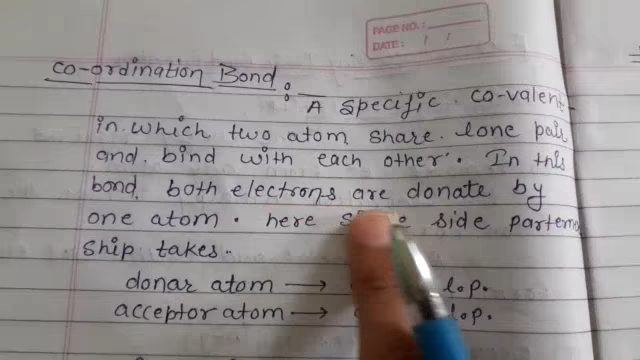 PAGE NO.:
DATE: / /
Co-ordination Bond :
A specific co-valent
in which two atom share lone pair
and bind with each other. In this
bond both electrons are donate by
one atom. here side
ship takes.
donar atom → l.p.
acceptor atom → l.p.